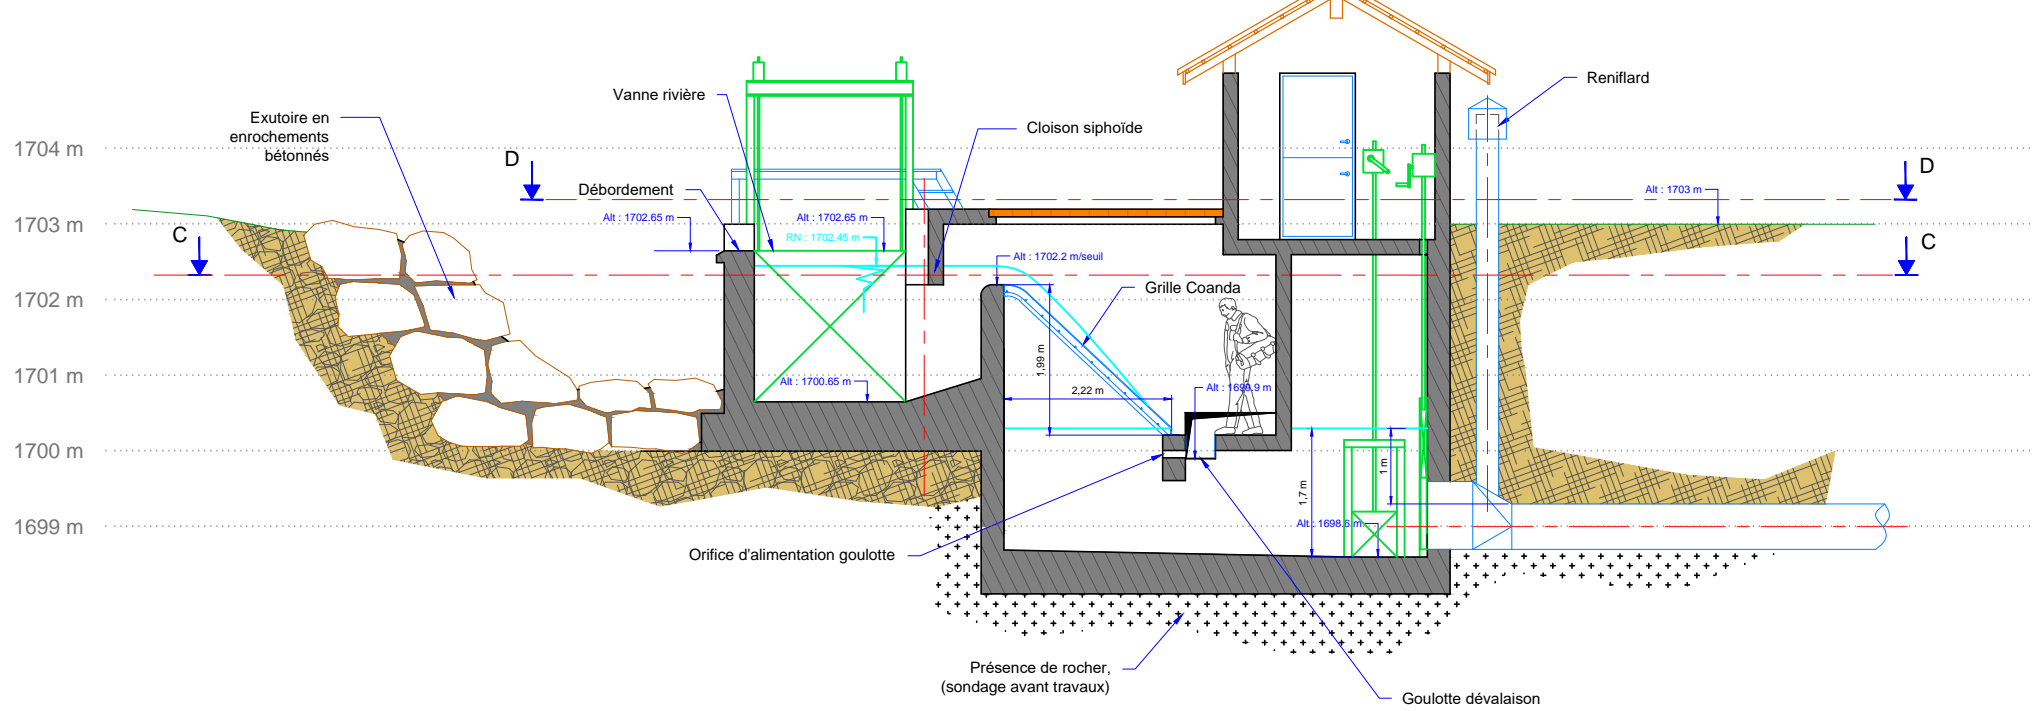 Reniflard
Vanne rivière
Exutoire en
enrochements
bétonnés
Cloison siphoïde
1704 m
D
D
Débordement
Alt : 1703 m
1703 m
Alt : 1702.65 m
Alt : 1702.65 m
C
RN : 1702.45 m
C
Alt : 1702.2 m/seuil
1702 m
Grille Coanda
1,99 m
1701 m
Alt : 1700.65 m
2,22 m
Alt : 1699,9 m
1700 m
1 m
1,7 m
1699 m
Alt : 1698.6 m
Orifice d'alimentation goulotte
Présence de rocher,
(sondage avant travaux)
Goulotte dévalaison